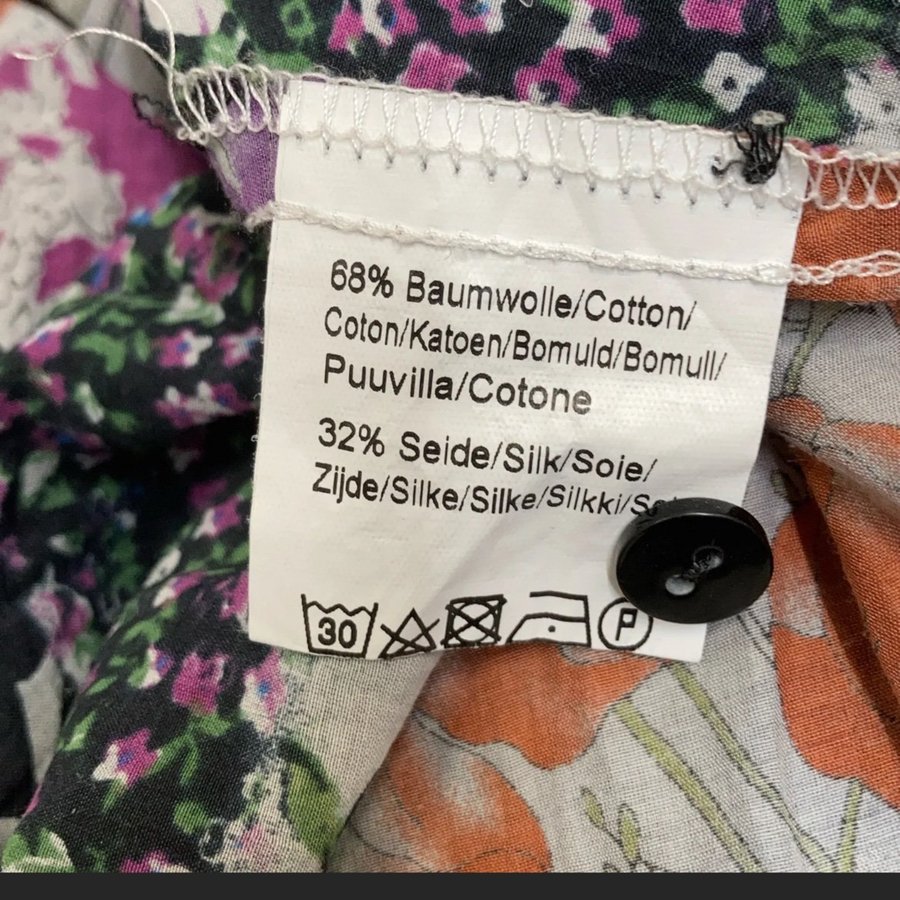 68% Baumwolle/Cotton/
Coton/Katoen/Bomuld/Bomull/
Puuvilla/Cotone
32% Seide/Silk/Soie/
Zijde/Silke/Silke/Silkki/
30
P